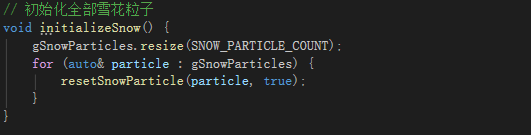 // 初始化全部雪花粒子
void initializeSnow() {
    gSnowParticles.resize(SNOW_PARTICLE_COUNT);
    for (auto& particle : gSnowParticles) {
        resetSnowParticle(particle, true);
    }
}